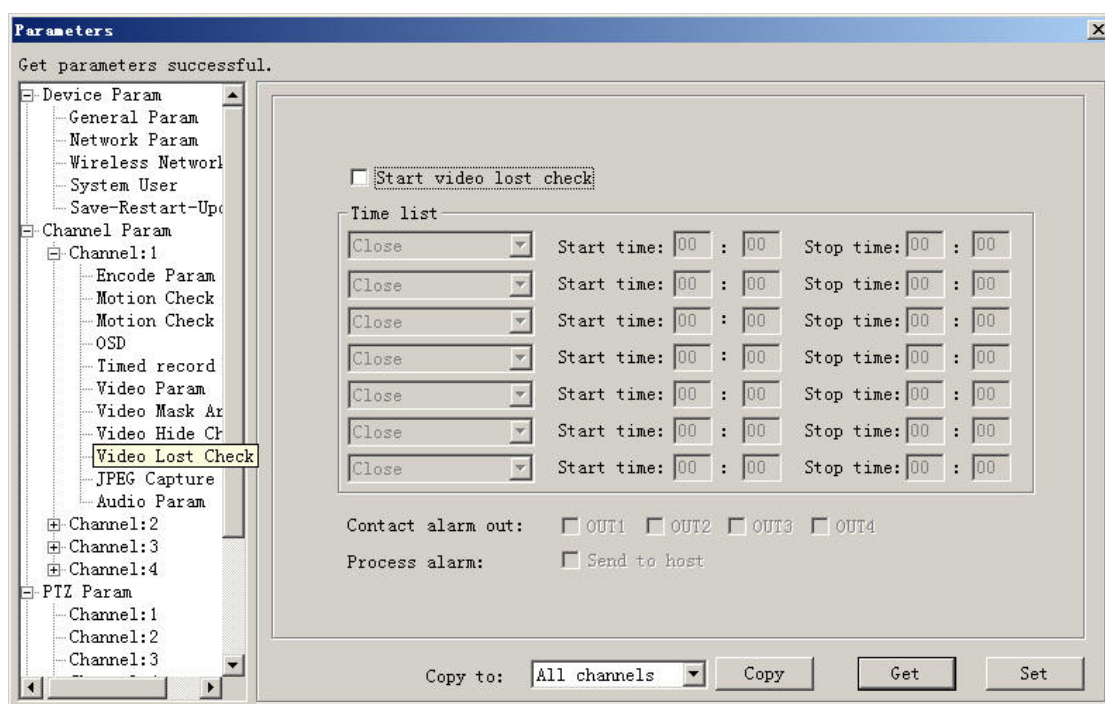 Parameters
Get parameters successful.
Device Param
General Param
Network Param
Wireless Network
System User
Save-Restart-Upd
Channel Param
Channel:1
Encode Param
Motion Check
Motion Check
OSD
Timed record
Video Param
Video Mask Ar
Video Hide Ch
Video Lost Check
JPEG Capture
Audio Param
Channel:2
Channel:3
Channel:4
PTZ Param
Channel:1
Channel:2
Channel:3
Start video lost check
Time list
Close Start time: 00 : 00 Stop time: 00 : 00
Close Start time: 00 : 00 Stop time: 00 : 00
Close Start time: 00 : 00 Stop time: 00 : 00
Close Start time: 00 : 00 Stop time: 00 : 00
Close Start time: 00 : 00 Stop time: 00 : 00
Close Start time: 00 : 00 Stop time: 00 : 00
Close Start time: 00 : 00 Stop time: 00 : 00
Contact alarm out: OUT1 OUT2 OUT3 OUT4
Process alarm: Send to host
Copy to: All channels Copy Get Set